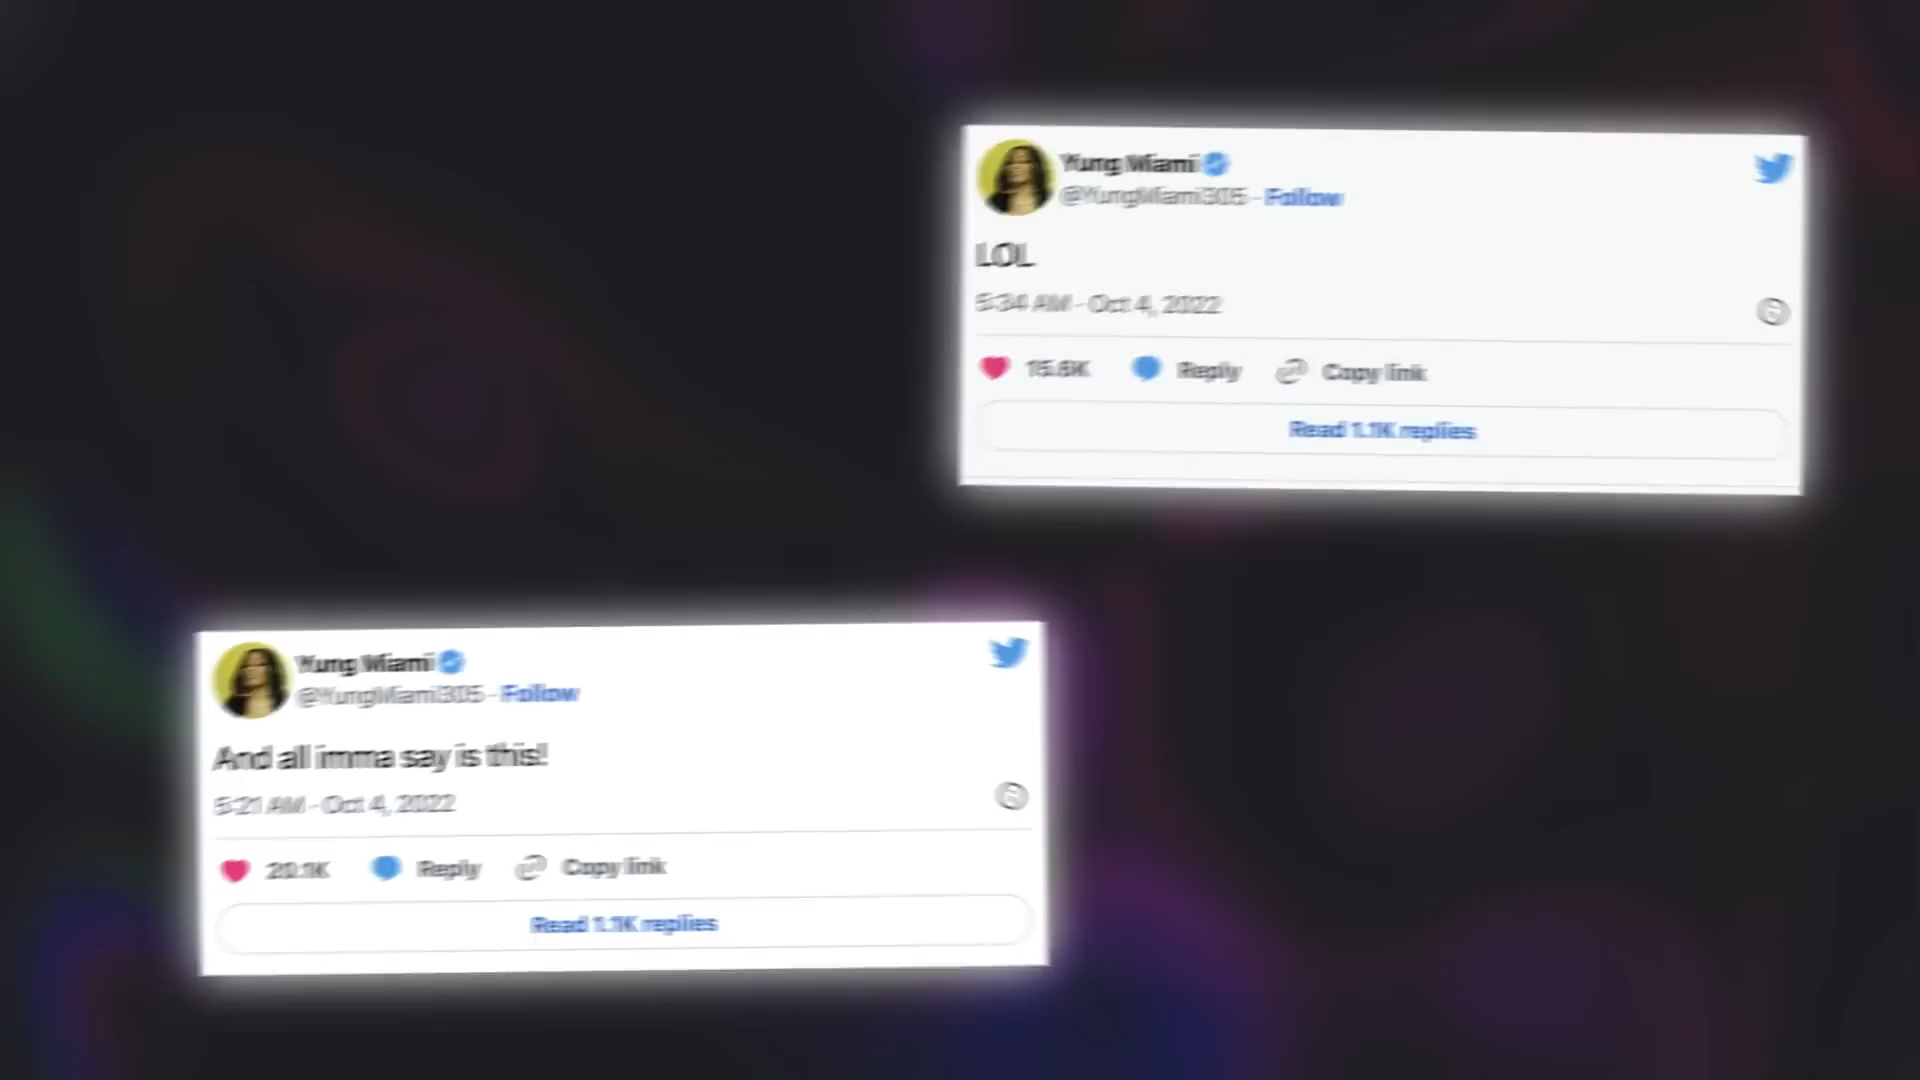 Yung Miami
@YungMiami305 · Follow
LOL
5:34 AM · Oct 4, 2022
15.8K Reply Copy link
Read 1.1K replies
Yung Miami
@YungMiami305 · Follow
And all imma say is this!
5:21 AM · Oct 4, 2022
20.1K Reply Copy link
Read 1.1K replies